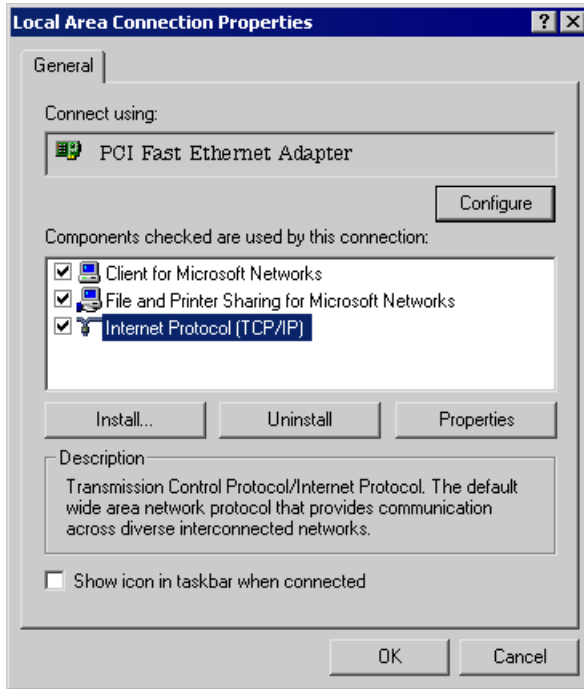 Local Area Connection Properties
General
Connect using:
PCI Fast Ethernet Adapter
Configure
Components checked are used by this connection:
Client for Microsoft Networks
File and Printer Sharing for Microsoft Networks
Internet Protocol (TCP/IP)
Install... Uninstall Properties
Description
Transmission Control Protocol/Internet Protocol. The default
wide area network protocol that provides communication
across diverse interconnected networks.
Show icon in taskbar when connected
OK Cancel